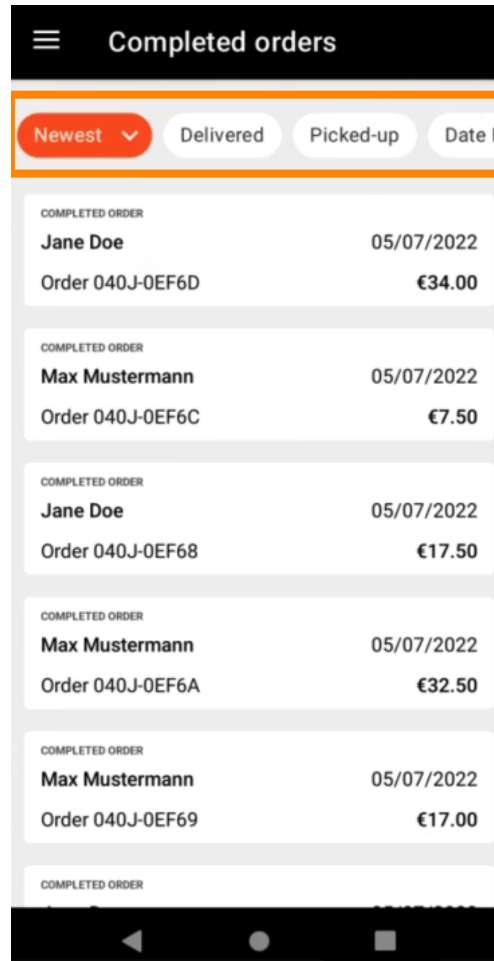 Completed orders
Newest Delivered Picked-up Date
COMPLETED ORDER
Jane Doe 05/07/2022
Order 040J-0EF6D €34.00
COMPLETED ORDER
Max Mustermann 05/07/2022
Order 040J-0EF6C €7.50
COMPLETED ORDER
Jane Doe 05/07/2022
Order 040J-0EF68 €17.50
COMPLETED ORDER
Max Mustermann 05/07/2022
Order 040J-0EF6A €32.50
COMPLETED ORDER
Max Mustermann 05/07/2022
Order 040J-0EF69 €17.00
COMPLETED ORDER